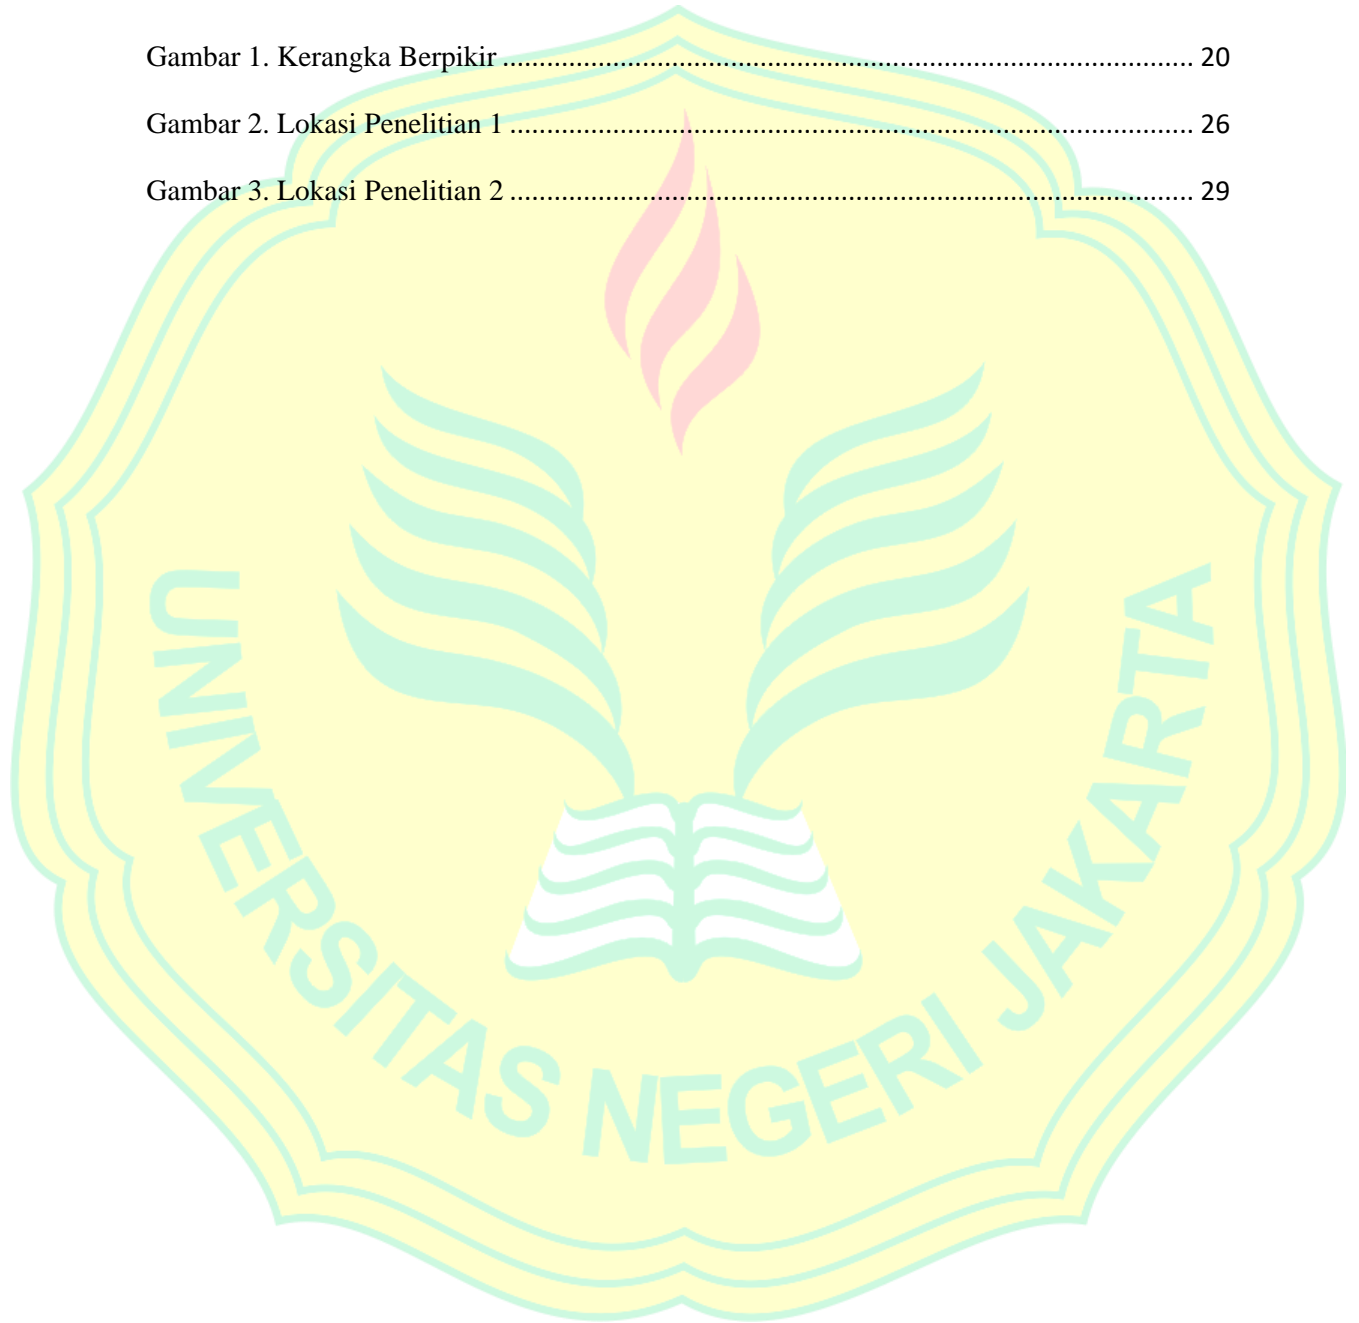 Gambar 1. Kerangka Berpikir ............................................................................................. 20
Gambar 2. Lokasi Penelitian 1 ............................................................................................ 26
Gambar 3. Lokasi Penelitian 2 ............................................................................................ 29
UNIVERSITAS NEGERI JAKARTA